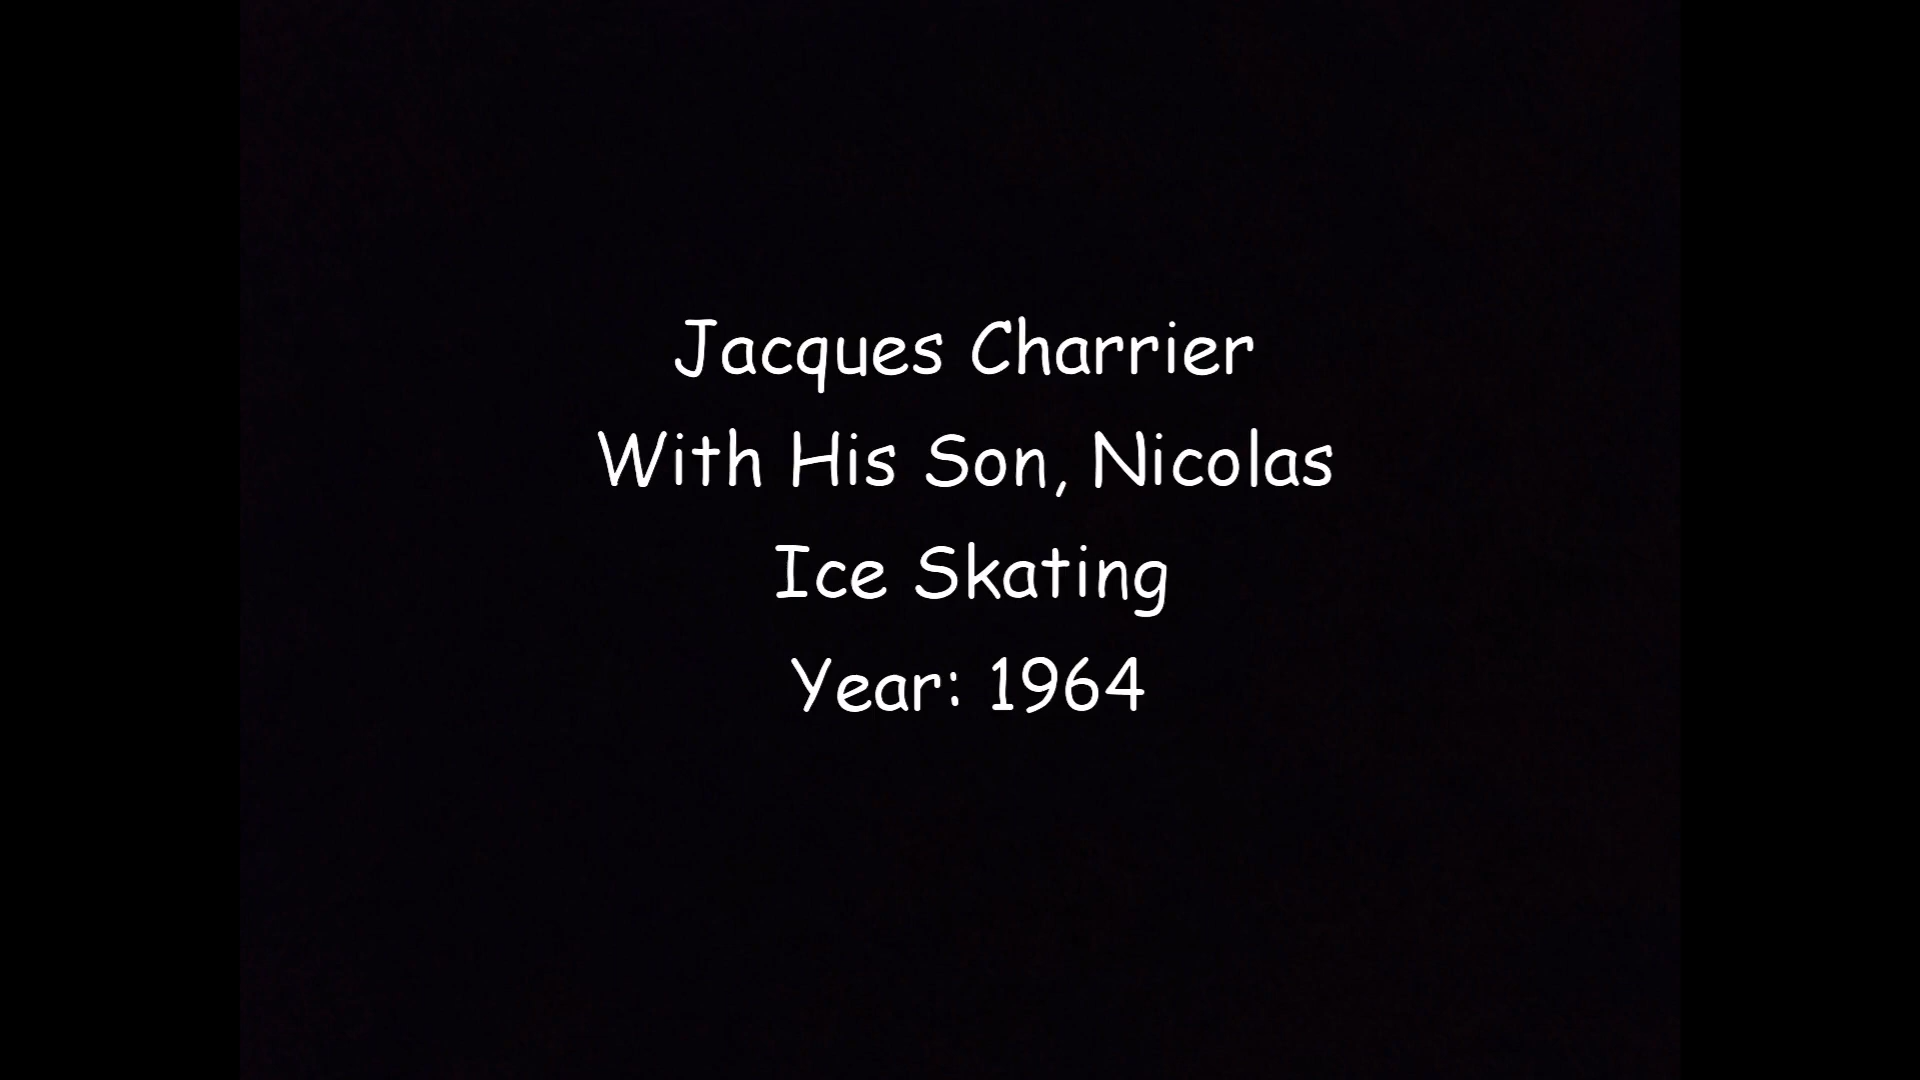 Jacques Charrier
With His Son, Nicolas
Ice Skating
Year: 1964